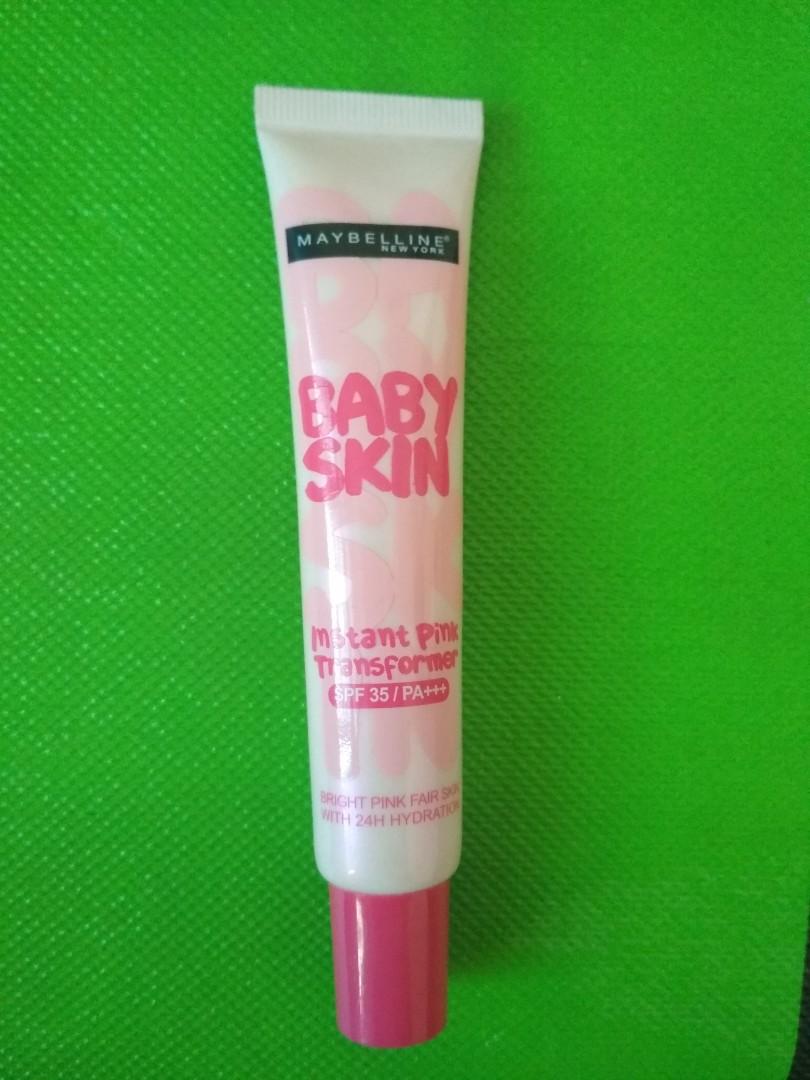 MAYBELLINE®
NEW YORK
BABY
SKIN
Instant Pink
Transformer
SPF 35 / PA+++
BRIGHT PINK FAIR SKIN
WITH 24H HYDRATION